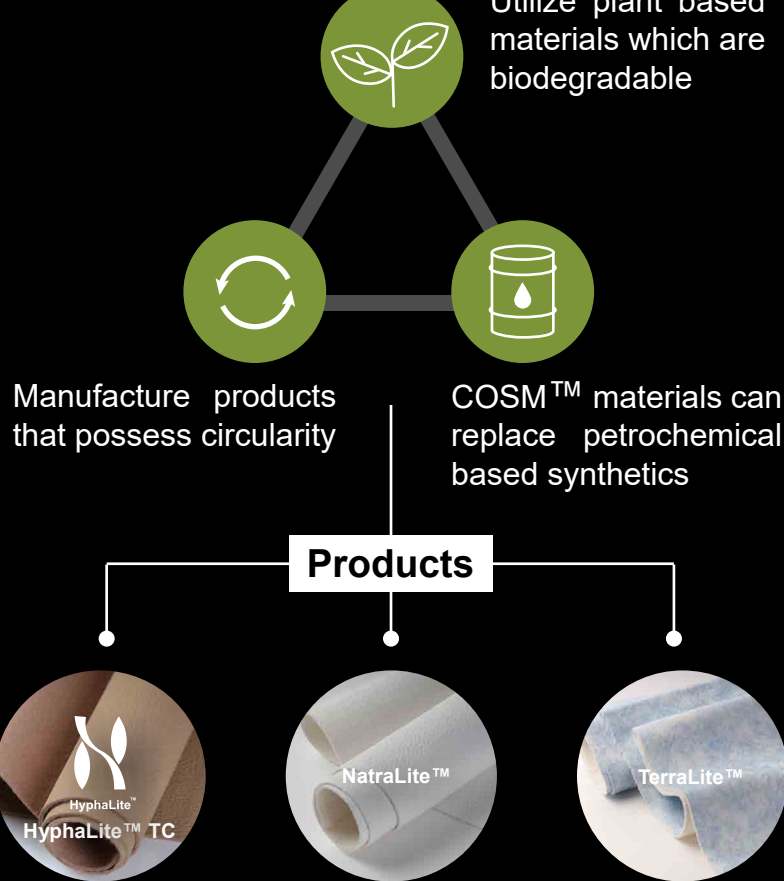 Utilize plant based
materials which are
biodegradable
Manufacture products
that possess circularity
COSM™ materials can
replace petrochemical
based synthetics
Products
HyphaLite™
HyphaLite™ TC
NatraLite™
TerraLite™